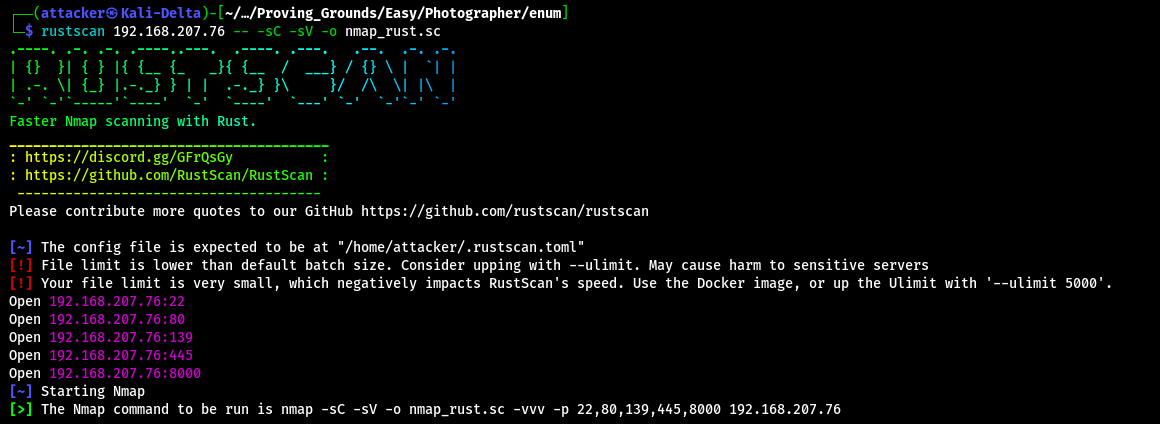 ┌──(attacker㉿Kali-Delta)-[~/…/Proving_Grounds/Easy/Photographer/enum]
└─$ rustscan 192.168.207.76 -- -sC -sV -o nmap_rust.sc
.----. .-. .-. .----..---.  .----. .---.   .--.  .-. .-.
| {}  }| { } |{ {__ {_   _}{ {__  /  ___} / {} \ |  `| |
| .-. \| {_} |.-._} } | |  .-._} }\     }/  /\  \| |\  |
`-' `-'`-----'`----'  `-'  `----'  `---' `-'  `-'`-' `-'
Faster Nmap scanning with Rust.
________________________________________
: https://discord.gg/GFrQsGy           :
: https://github.com/RustScan/RustScan :
 --------------------------------------
Please contribute more quotes to our GitHub https://github.com/rustscan/rustscan

[~] The config file is expected to be at "/home/attacker/.rustscan.toml"
[!] File limit is lower than default batch size. Consider upping with --ulimit. May cause harm to sensitive servers
[!] Your file limit is very small, which negatively impacts RustScan's speed. Use the Docker image, or up the Ulimit with '--ulimit 5000'.
Open 192.168.207.76:22
Open 192.168.207.76:80
Open 192.168.207.76:139
Open 192.168.207.76:445
Open 192.168.207.76:8000
[~] Starting Nmap
[>] The Nmap command to be run is nmap -sC -sV -o nmap_rust.sc -vvv -p 22,80,139,445,8000 192.168.207.76